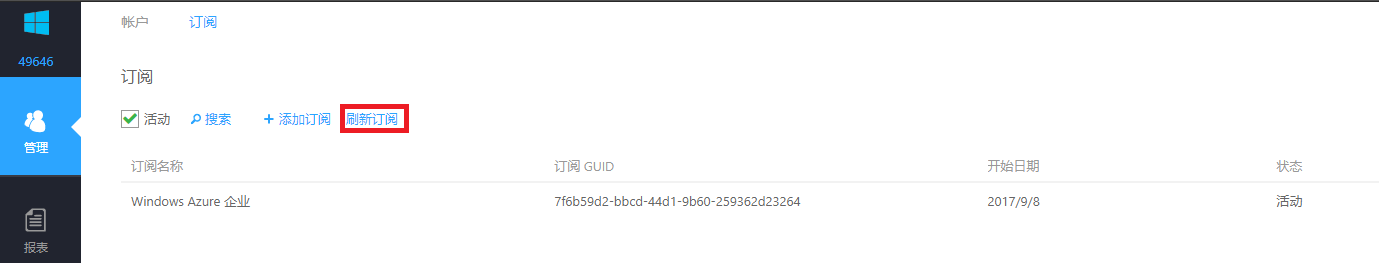 帐户 订阅
49646
订阅
活动 搜索 添加订阅 刷新订阅
管理
订阅名称 订阅 GUID 开始日期 状态
Windows Azure 企业 7f6b59d2-bbcd-44d1-9b60-259362d23264 2017/9/8 活动
报表